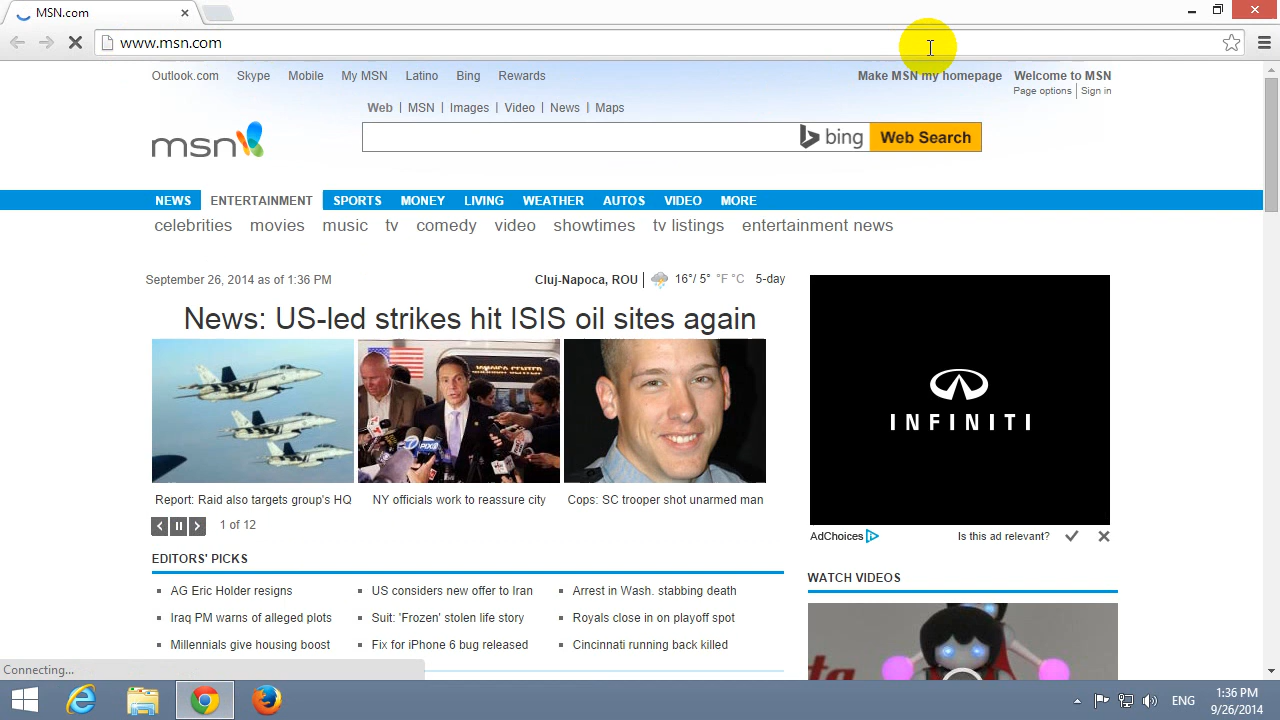 MSN.com
www.msn.com
Outlook.com Skype Mobile My MSN Latino Bing Rewards
Make MSN my homepage Welcome to MSN
Page options | Sign in
Web | MSN | Images | Video | News | Maps
msn
bing Web Search
NEWS ENTERTAINMENT SPORTS MONEY LIVING WEATHER AUTOS VIDEO MORE
celebrities movies music tv comedy video showtimes tv listings entertainment news
September 26, 2014 as of 1:36 PM
Cluj-Napoca, ROU | 16°/ 5° °F °C 5-day
News: US-led strikes hit ISIS oil sites again
JAMAICA CENTER
PIX
INFINITI
Report: Raid also targets group's HQ
NY officials work to reassure city
Cops: SC trooper shot unarmed man
1 of 12
AdChoices
Is this ad relevant?
EDITORS' PICKS
AG Eric Holder resigns
US considers new offer to Iran
Arrest in Wash. stabbing death
Iraq PM warns of alleged plots
Suit: 'Frozen' stolen life story
Royals close in on playoff spot
Millennials give housing boost
Fix for iPhone 6 bug released
Cincinnati running back killed
WATCH VIDEOS
Connecting...
ENG
1:36 PM
9/26/2014